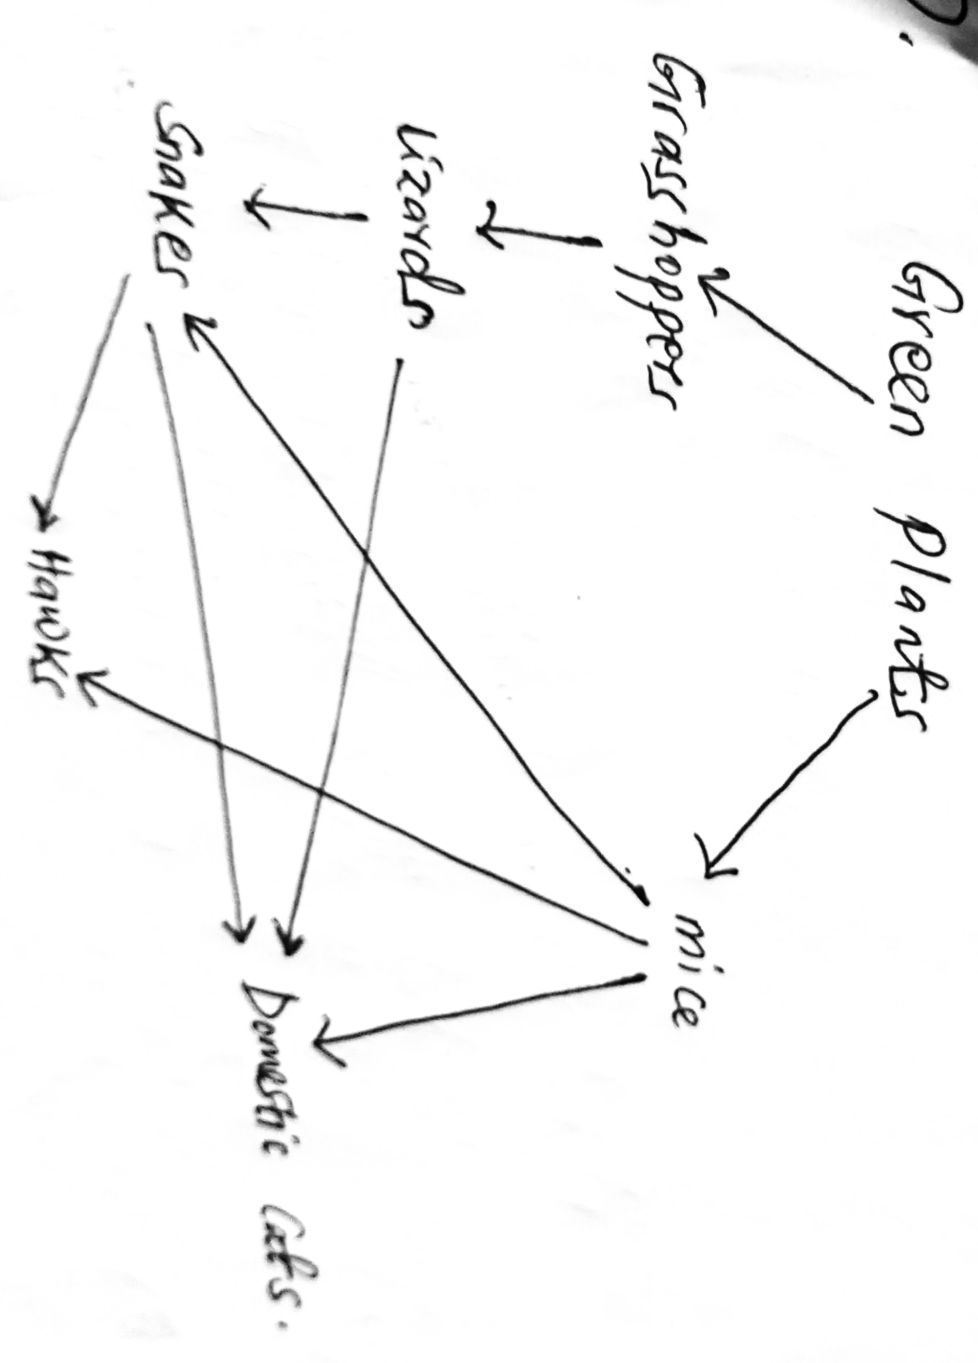 Green Plants
Grasshoppers
mice
Lizards
Domestic Cats.
Snakes
Hawks